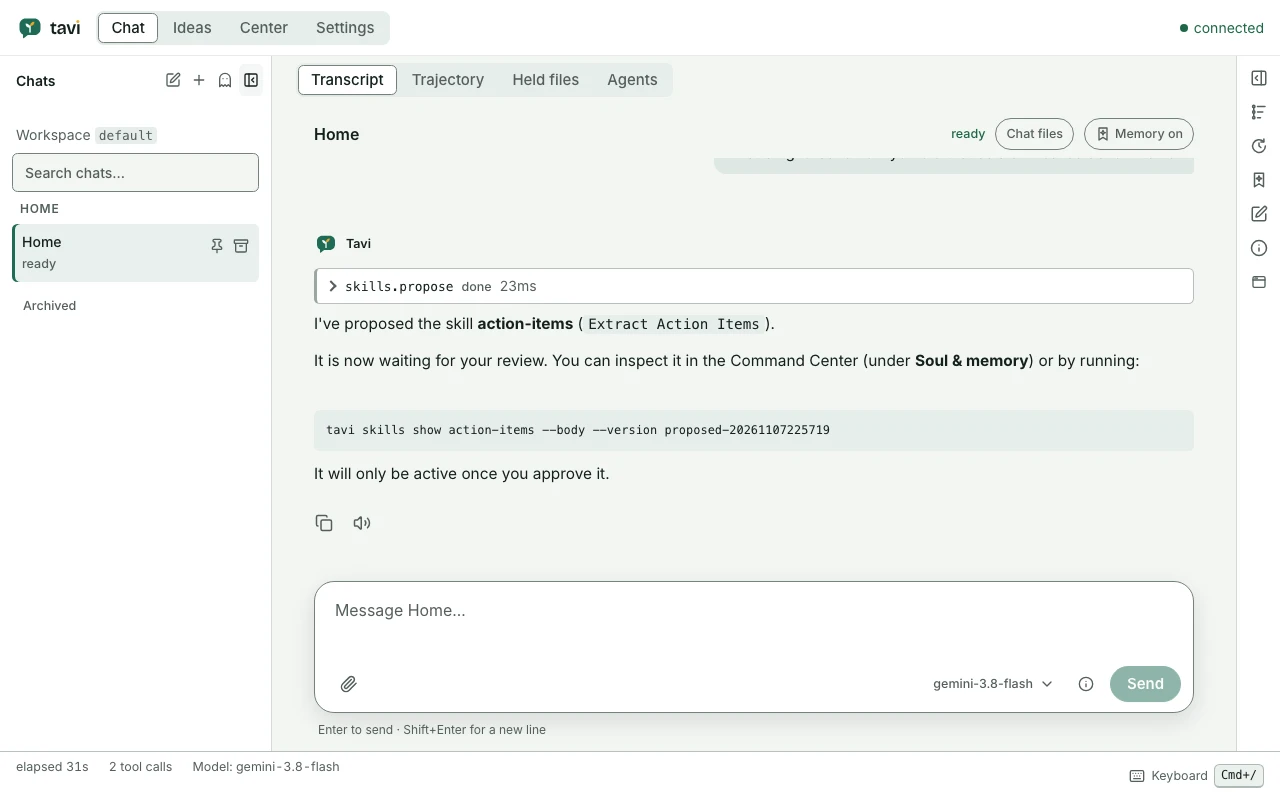 tavi
Chat Ideas Center Settings
connected
Chats
Workspace default
Search chats...
HOME
Home
ready
Archived
Transcript Trajectory Held files Agents
Home
ready Chat files Memory on
Tavi
skills.propose done 23ms
I've proposed the skill action-items ( Extract Action Items ).
It is now waiting for your review. You can inspect it in the Command Center (under Soul & memory) or by running:
tavi skills show action-items --body --version proposed-20261107225719
It will only be active once you approve it.
Message Home...
gemini-3.8-flash
Send
Enter to send · Shift+Enter for a new line
elapsed 31s 2 tool calls Model: gemini-3.8-flash
Keyboard Cmd+/